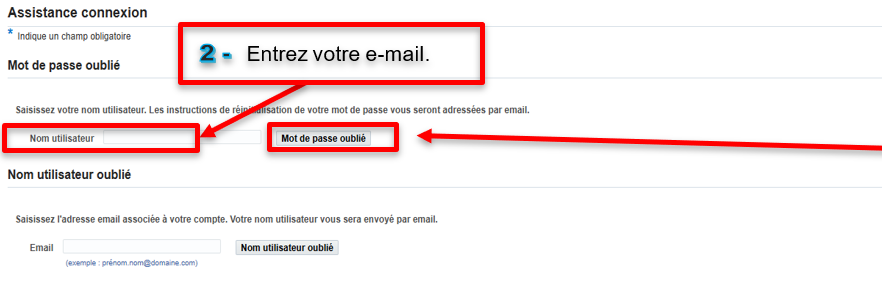 Assistance connexion
* Indique un champ obligatoire
2 - Entrez votre e-mail.
Mot de passe oublié
Saisissez votre nom utilisateur. Les instructions de réinitialisation de votre mot de passe vous seront adressées par email.
Nom utilisateur Mot de passe oublié
Nom utilisateur oublié
Saisissez l'adresse email associée à votre compte. Votre nom utilisateur vous sera envoyé par email.
Email Nom utilisateur oublié
(exemple : prénom.nom@domaine.com)